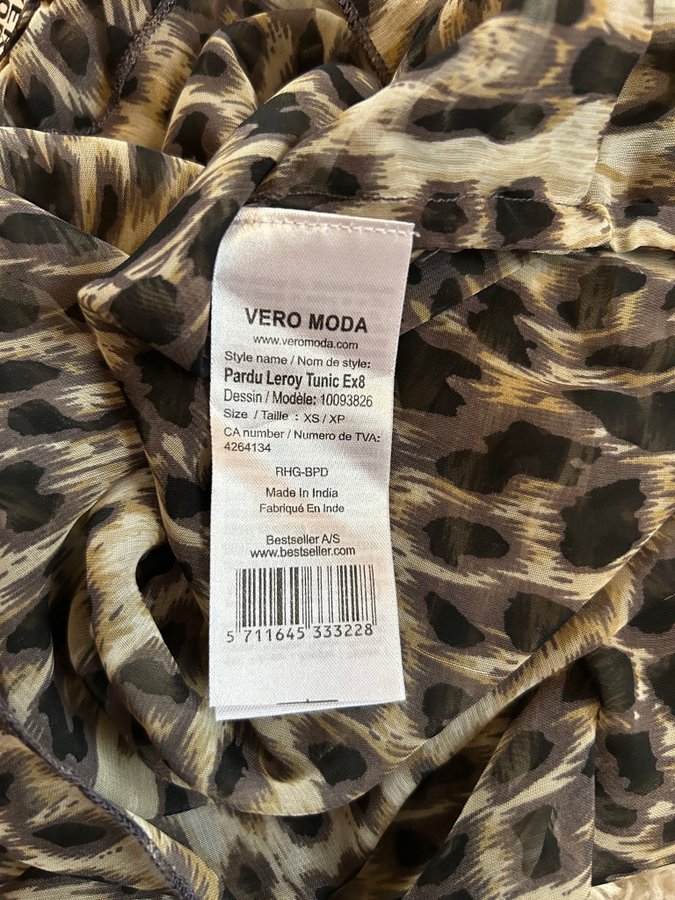 VERO MODA
www.veromoda.com
Style name / Nom de style:
Pardu Leroy Tunic Ex8
Dessin / Modèle: 10093826
Size / Taille : XS / XP
CA number / Numero de TVA:
4264134
RHG-BPD
Made In India
Fabriqué En Inde
Bestseller A/S
www.bestseller.com
5 711645 333228